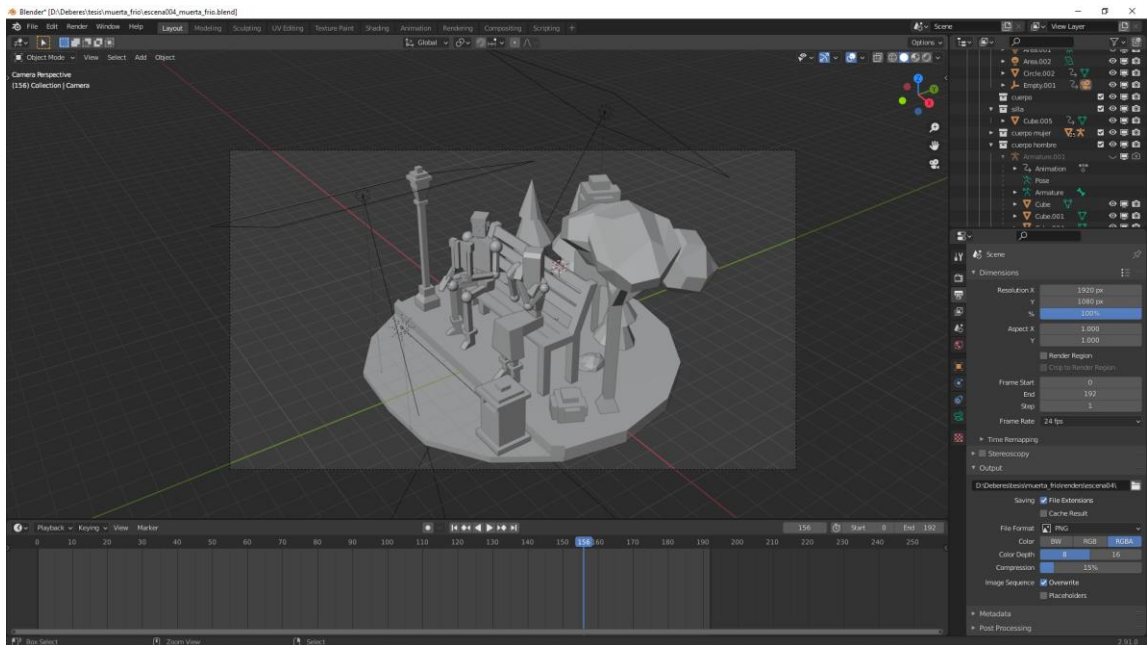 Blender* [D:\Deberes\tesis\muerta_frio\escena004_muerta_frio.blend]
File Edit Render Window Help Layout Modeling Sculpting UV Editing Texture Paint Shading Animation Rendering Compositing Scripting + Scene View Layer
Global Options
Object Mode View Select Add Object
Camera Perspective
(156) Collection | Camera
Z
Y
X
Area.001
Area.002
Circle.002
Empty.001
cuerpo
silla
Cube.005
cuerpo mujer
cuerpo hombre
Armature.001
Animation
Pose
Armature
Cube
Cube.001
Scene
Dimensions
Resolution X 1920 px
Y 1080 px
% 100%
Aspect X 1.000
Y 1.000
Render Region
Crop to Render Region
Frame Start 0
End 192
Step 1
Frame Rate 24 fps
Time Remapping
Stereoscopy
Output
D:\Deberes\tesis\muerta_frio\renders\escena04\
Saving File Extensions
Cache Result
File Format PNG
Color BW RGB RGBA
Color Depth 8 16
Compression 15%
Image Sequence Overwrite
Placeholders
Metadata
Post Processing
Playback Keying View Marker 156 Start 0 End 192
0 10 20 30 40 50 60 70 80 90 100 110 120 130 140 150 156 160 170 180 190 200 210 220 230 240 250
Box Select Zoom View Select 2.91.0